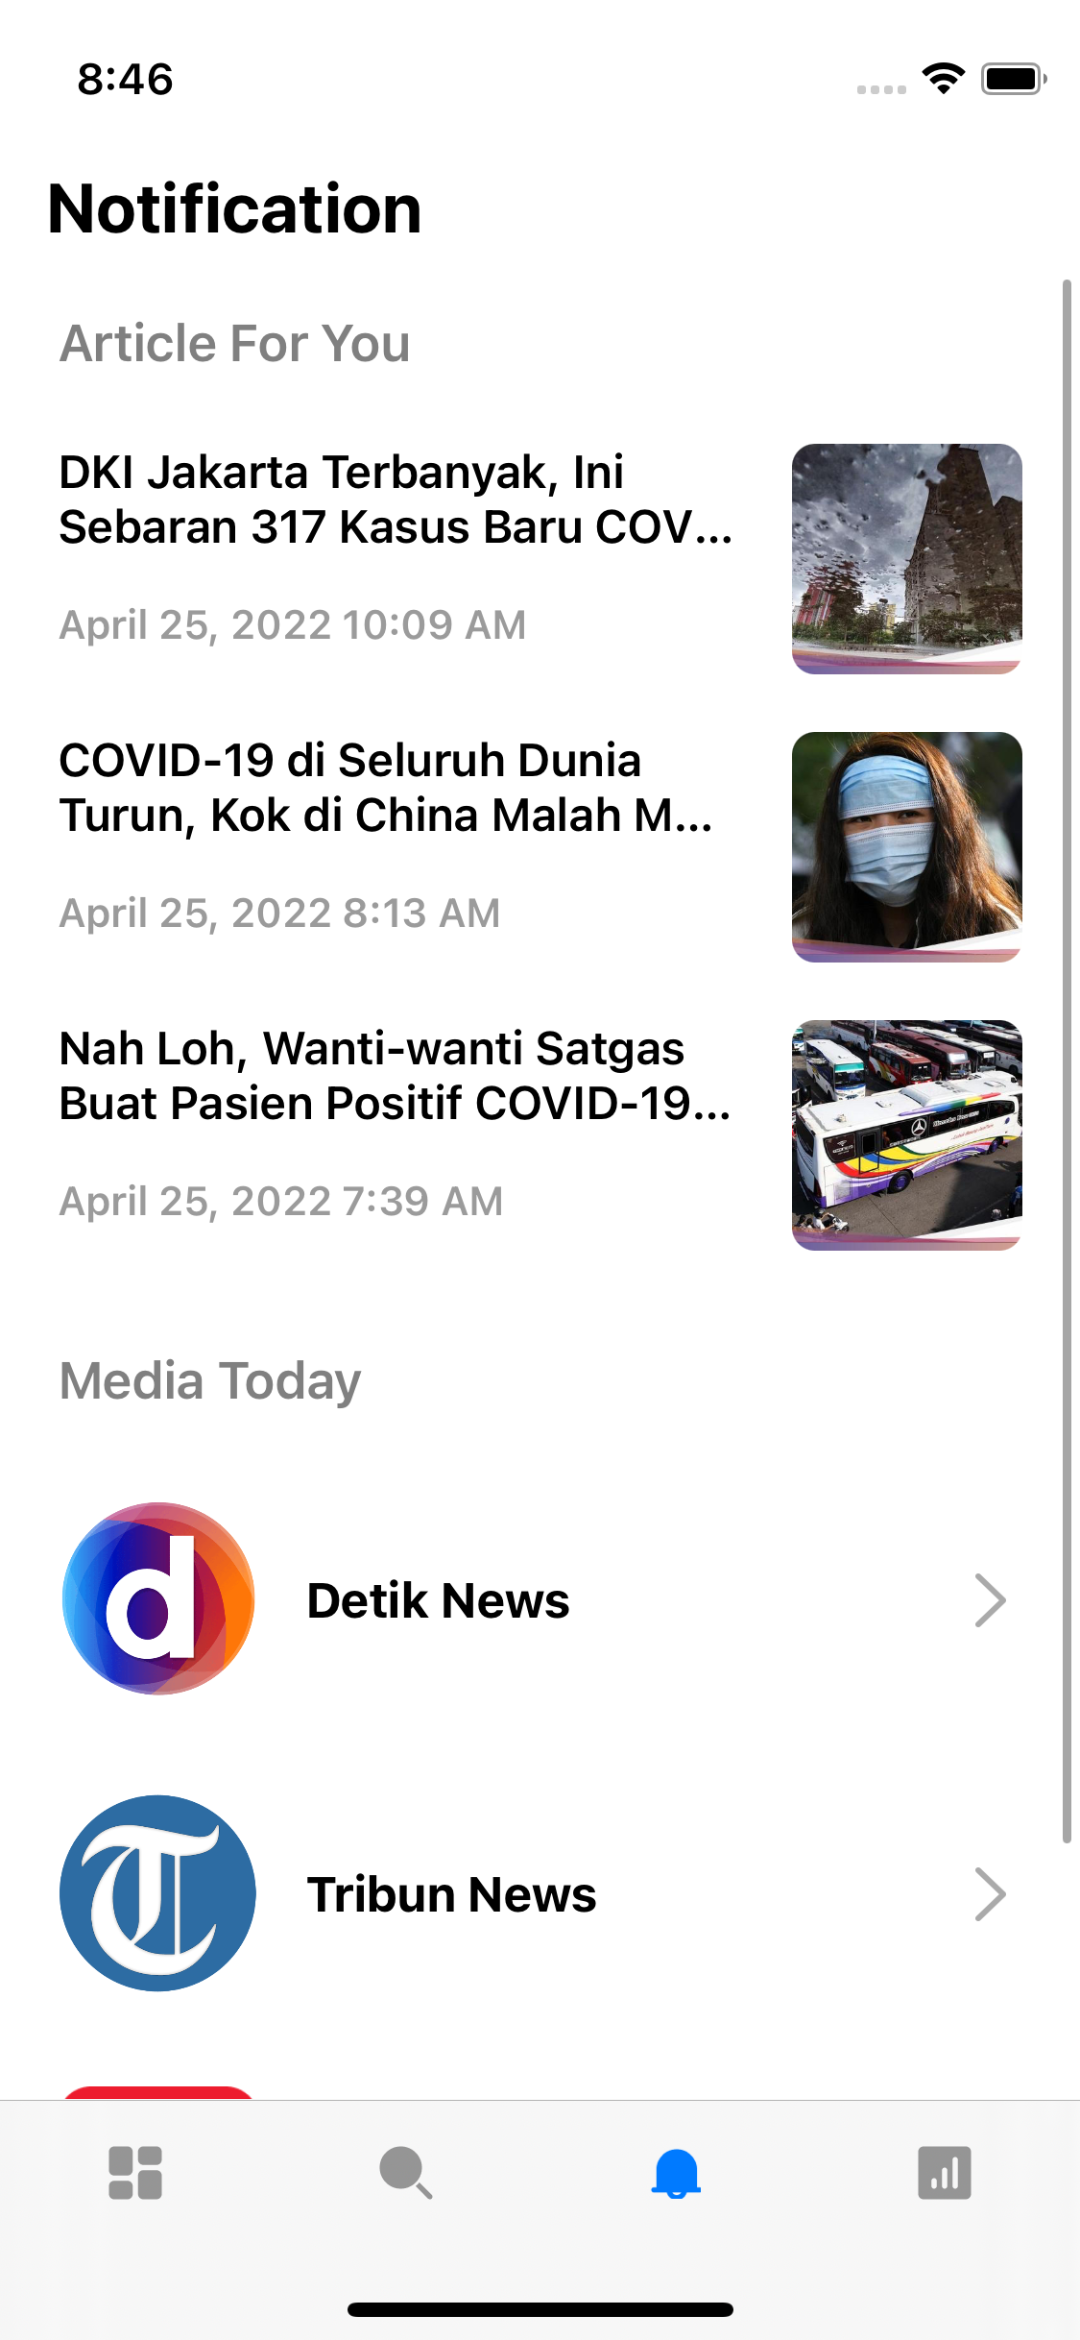 8:46
Notification
Article For You
DKI Jakarta Terbanyak, Ini
Sebaran 317 Kasus Baru COV...
April 25, 2022 10:09 AM
COVID-19 di Seluruh Dunia
Turun, Kok di China Malah M...
April 25, 2022 8:13 AM
Nah Loh, Wanti-wanti Satgas
Buat Pasien Positif COVID-19...
April 25, 2022 7:39 AM
Media Today
d
Detik News
T
Tribun News